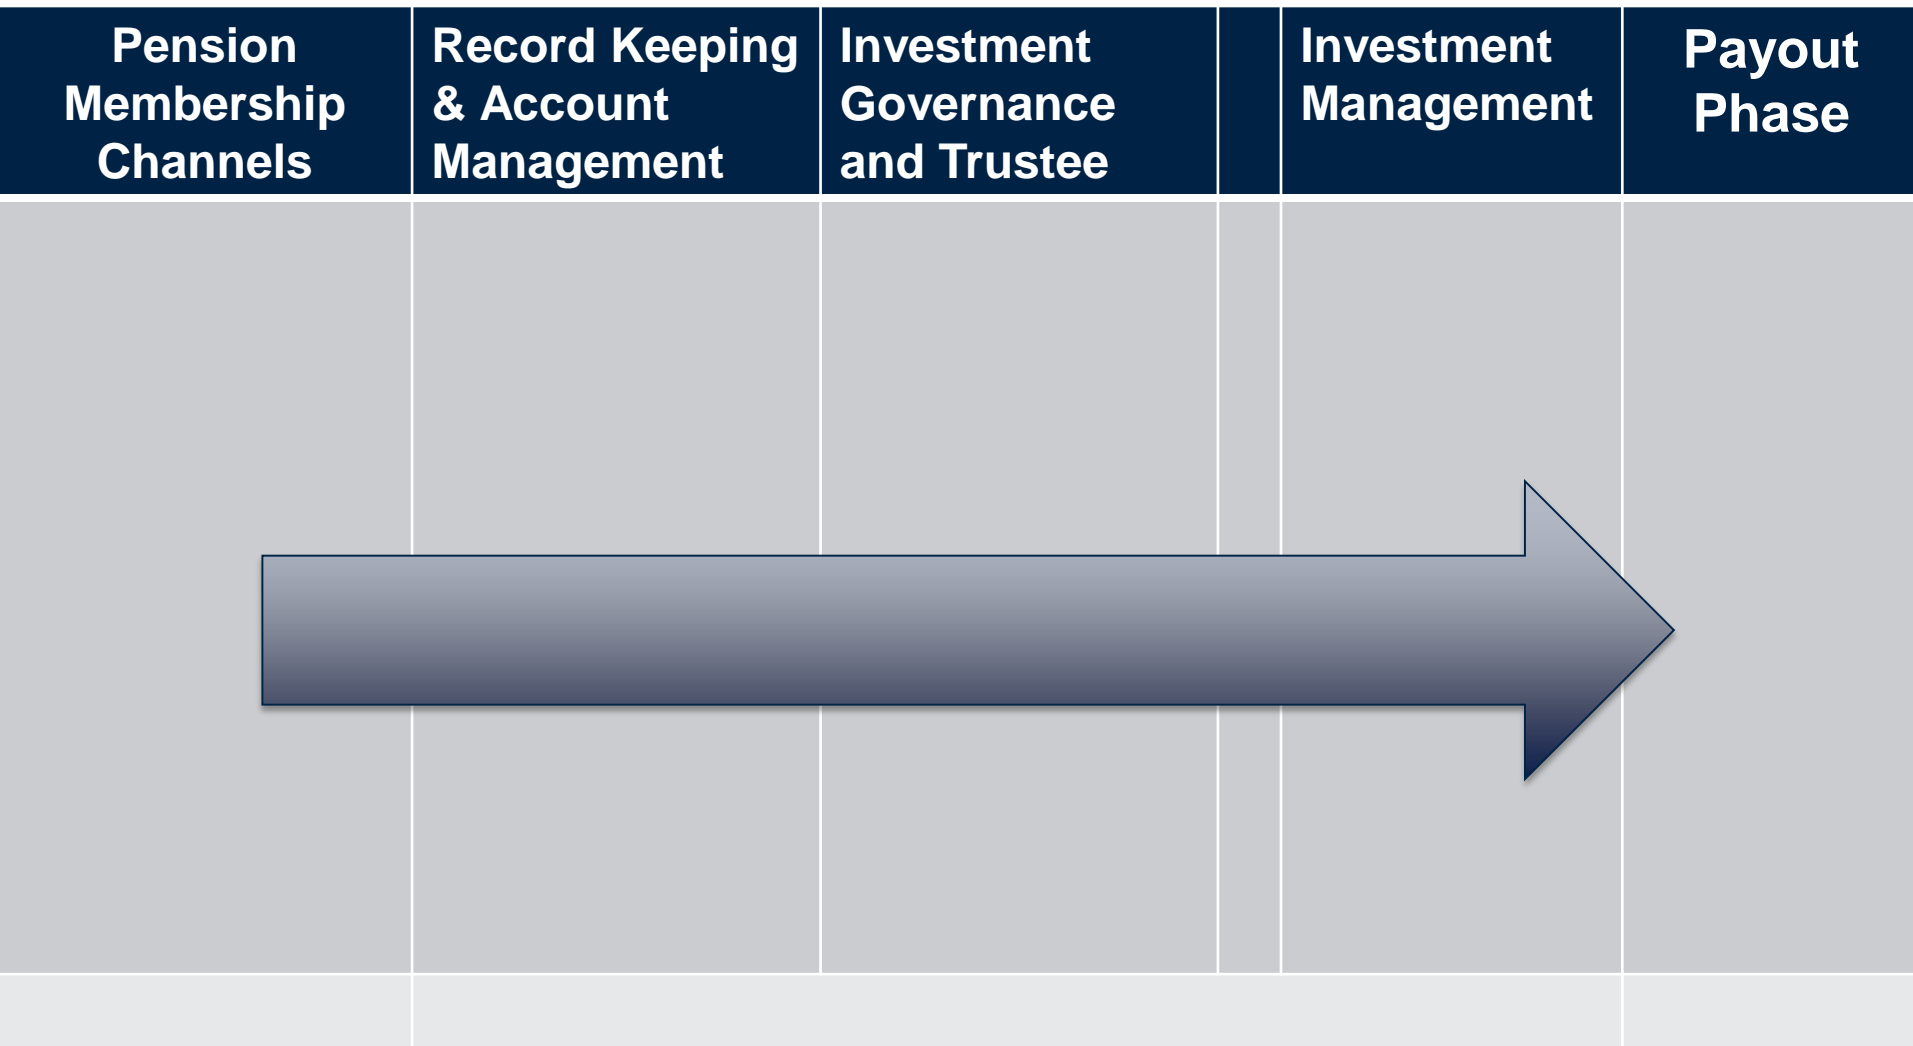 Pension
Membership
Channels
Record Keeping
& Account
Management
Investment
Governance
and Trustee
Investment
Management
Payout
Phase